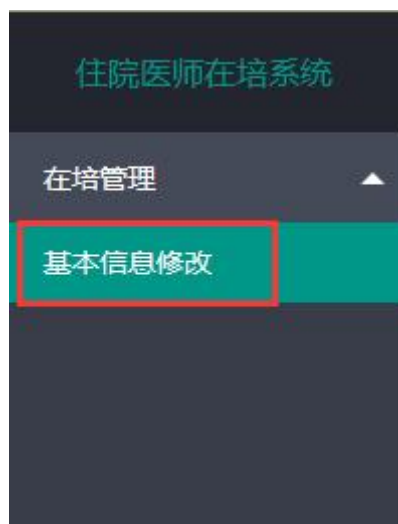 住院医师在培系统
在培管理
基本信息修改